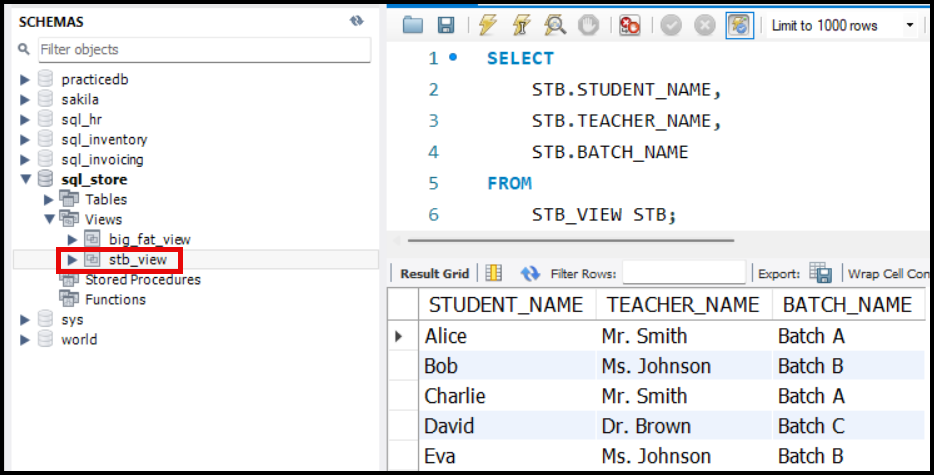 SCHEMAS
Filter objects
practicedb
sakila
sql_hr
sql_inventory
sql_invoicing
sql_store
Tables
Views
big_fat_view
stb_view
Stored Procedures
Functions
sys
world
Limit to 1000 rows
1 SELECT
2 STB.STUDENT_NAME,
3 STB.TEACHER_NAME,
4 STB.BATCH_NAME
5 FROM
6 STB_VIEW STB;
Result Grid Filter Rows: Export: Wrap Cell Con
STUDENT_NAME TEACHER_NAME BATCH_NAME
Alice Mr. Smith Batch A
Bob Ms. Johnson Batch B
Charlie Mr. Smith Batch A
David Dr. Brown Batch C
Eva Ms. Johnson Batch B